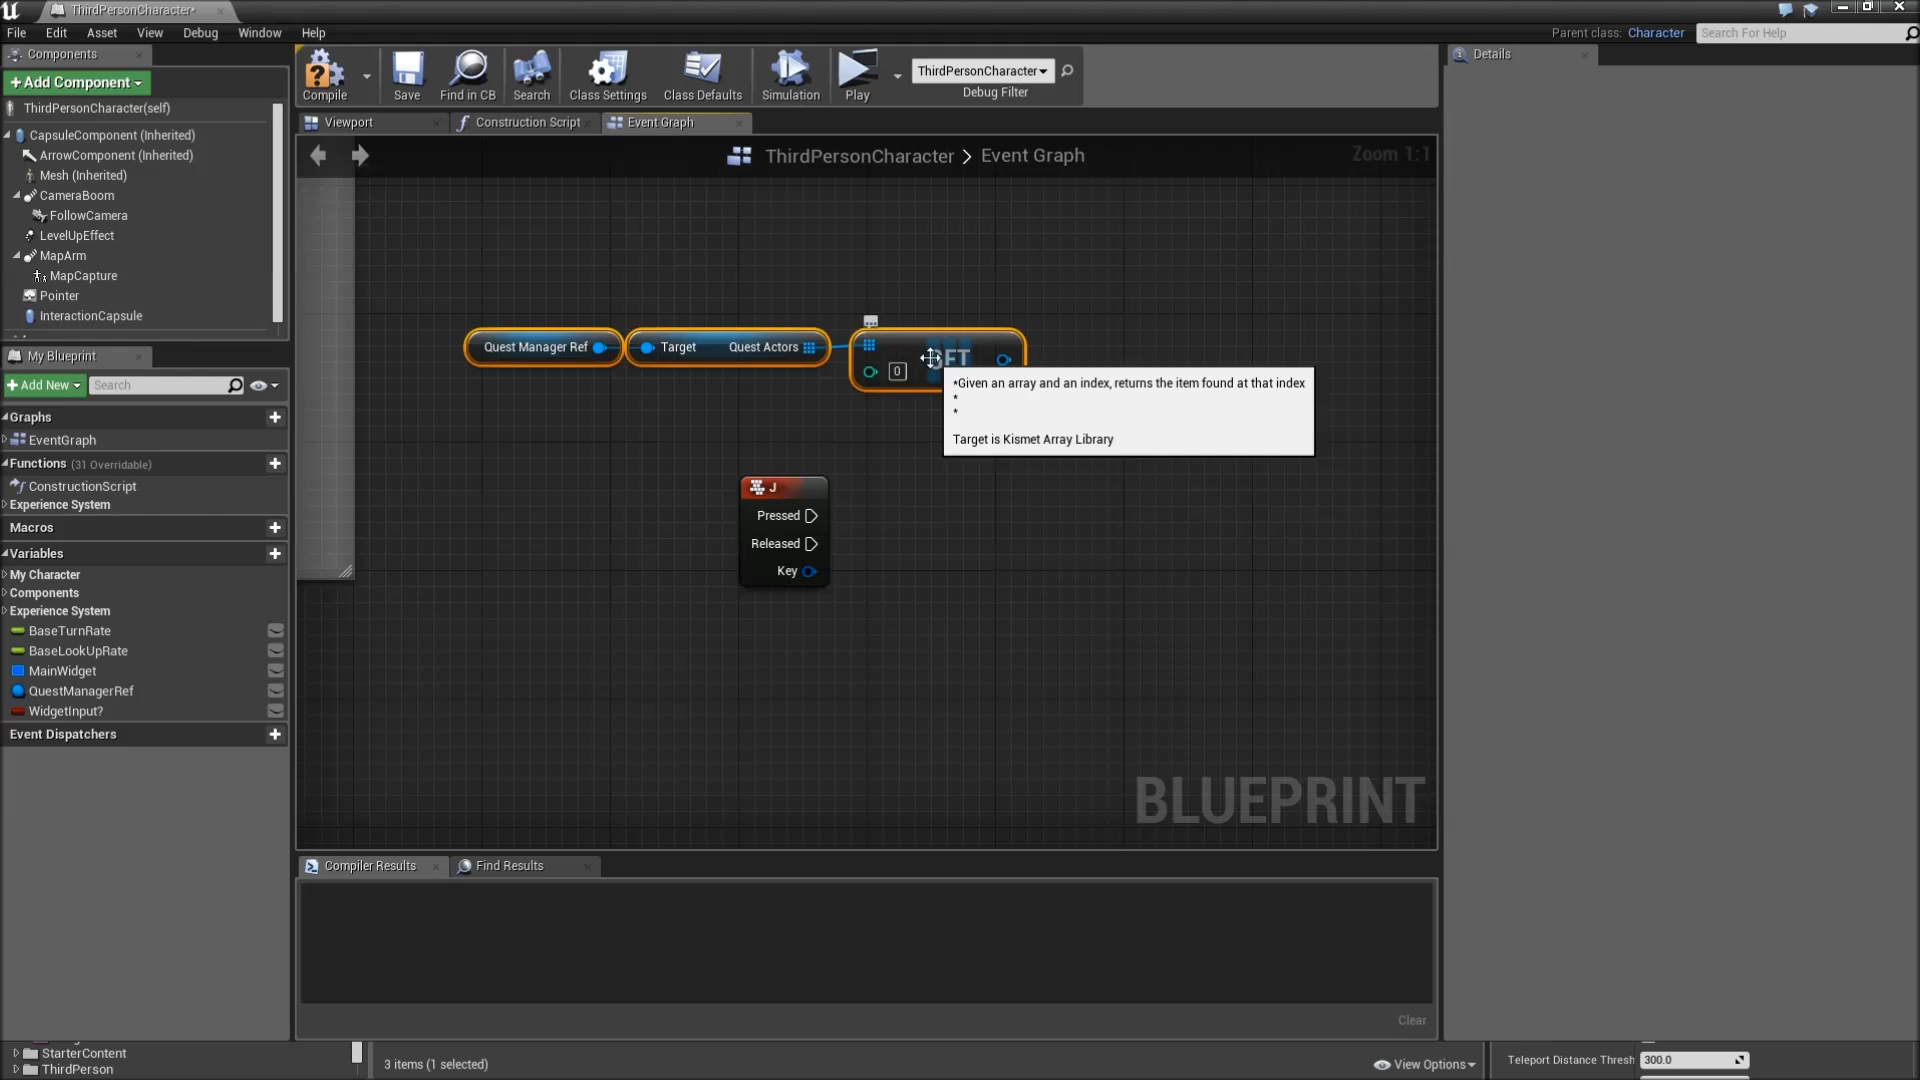 ThirdPersonCharacter*
File Edit Asset View Debug Window Help
Parent class: Character
Search For Help
Components
+Add Component
ThirdPersonCharacter(self)
CapsuleComponent (Inherited)
ArrowComponent (Inherited)
Mesh (Inherited)
CameraBoom
FollowCamera
LevelUpEffect
MapArm
MapCapture
Pointer
InteractionCapsule
My Blueprint
+Add New
Search
Graphs
EventGraph
Functions (31 Overridable)
ConstructionScript
Experience System
Macros
Variables
My Character
Components
Experience System
BaseTurnRate
BaseLookUpRate
MainWidget
QuestManagerRef
WidgetInput?
Event Dispatchers
Compile
Save
Find in CB
Search
Class Settings
Class Defaults
Simulation
Play
ThirdPersonCharacter
Debug Filter
Viewport
Construction Script
Event Graph
ThirdPersonCharacter > Event Graph
Zoom 1:1
Quest Manager Ref
Target Quest Actors
0
*Given an array and an index, returns the item found at that index
*
*
Target is Kismet Array Library
J
Pressed
Released
Key
BLUEPRINT
Compiler Results
Find Results
Clear
Details
StarterContent
ThirdPerson
3 items (1 selected)
View Options
Teleport Distance Thresh
300.0